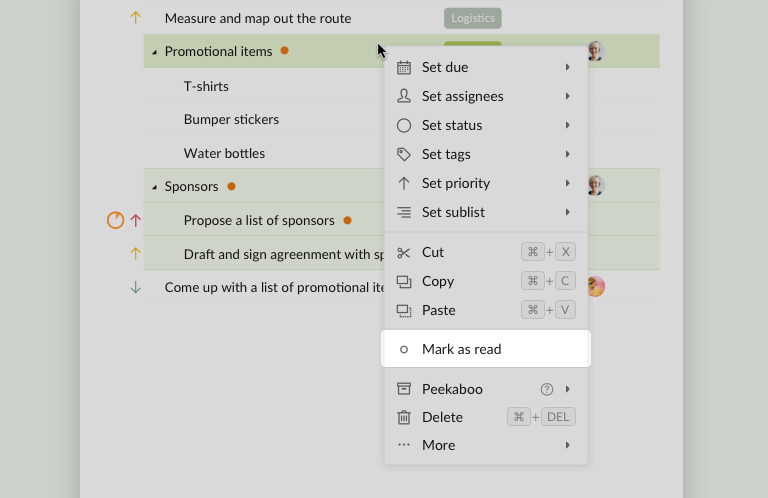 Measure and map out the route Logistics
Promotional items
T-shirts
Bumper stickers
Water bottles
Sponsors
Propose a list of sponsors
Draft and sign agreement with sp
Come up with a list of promotional ite
Set due
Set assignees
Set status
Set tags
Set priority
Set sublist
Cut ⌘ + X
Copy ⌘ + C
Paste ⌘ + V
Mark as read
Peekaboo ?
Delete ⌘ + DEL
More